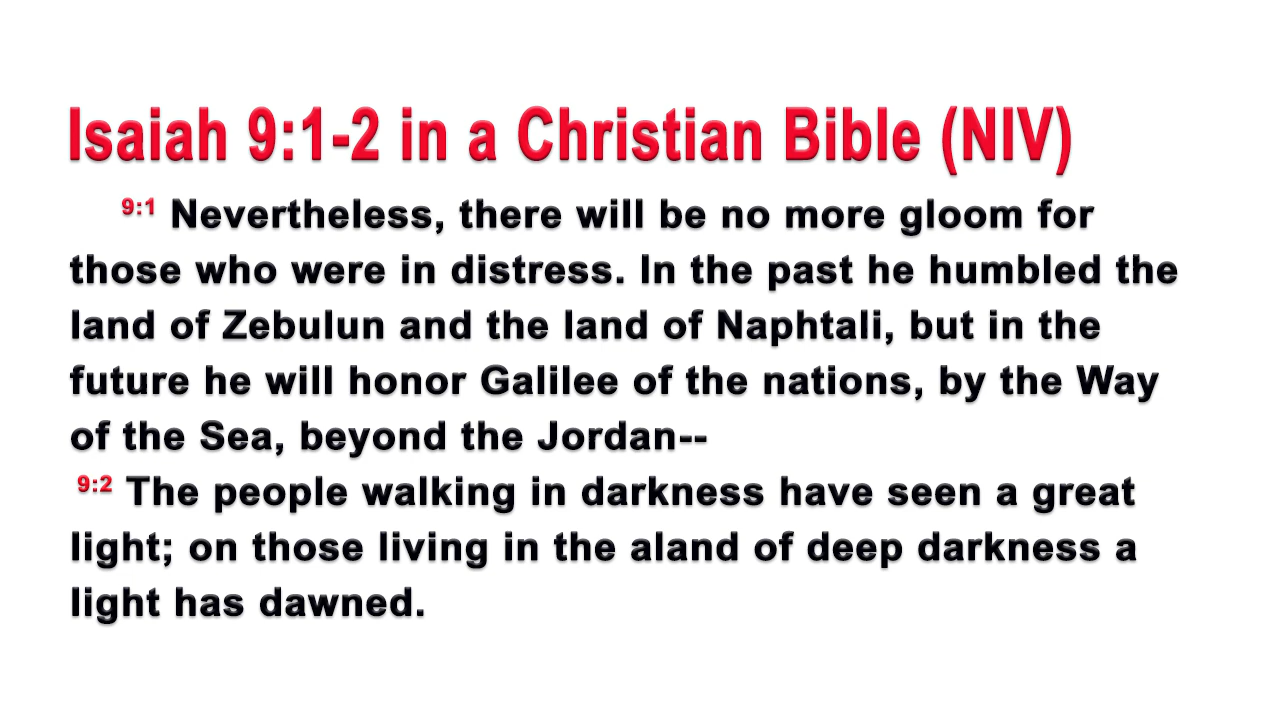 Isaiah 9:1-2 in a Christian Bible (NIV)
9:1 Nevertheless, there will be no more gloom for
those who were in distress. In the past he humbled the
land of Zebulun and the land of Naphtali, but in the
future he will honor Galilee of the nations, by the Way
of the Sea, beyond the Jordan--
9:2 The people walking in darkness have seen a great
light; on those living in the aland of deep darkness a
light has dawned.